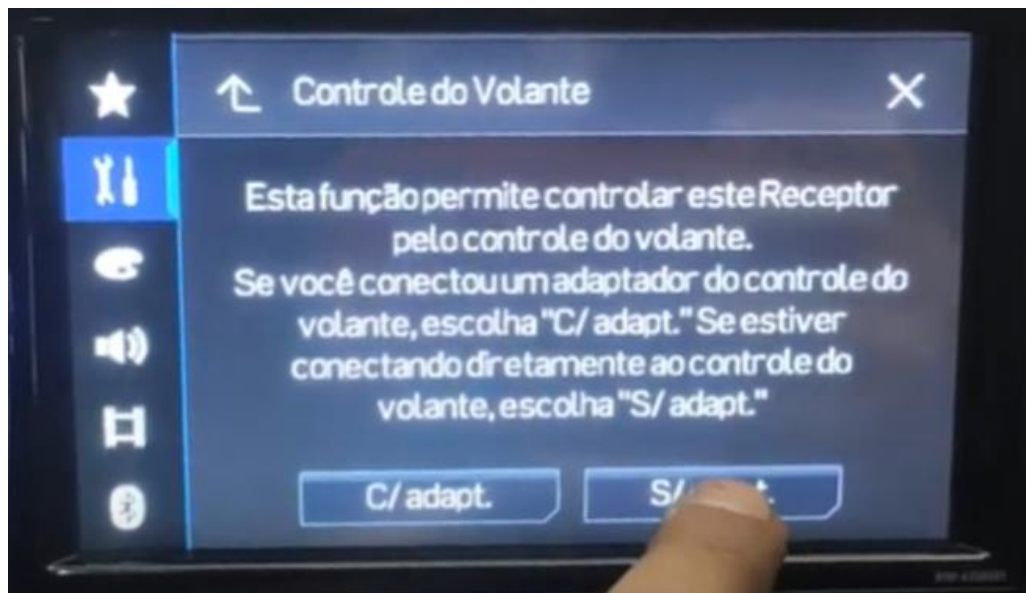 Controle do Volante
Esta função permite controlar este Receptor
pelo controle do volante.
Se você conectou um adaptador do controle do
volante, escolha "C/ adapt." Se estiver
conectando diretamente ao controle do
volante, escolha "S/ adapt."
C/ adapt.
S/